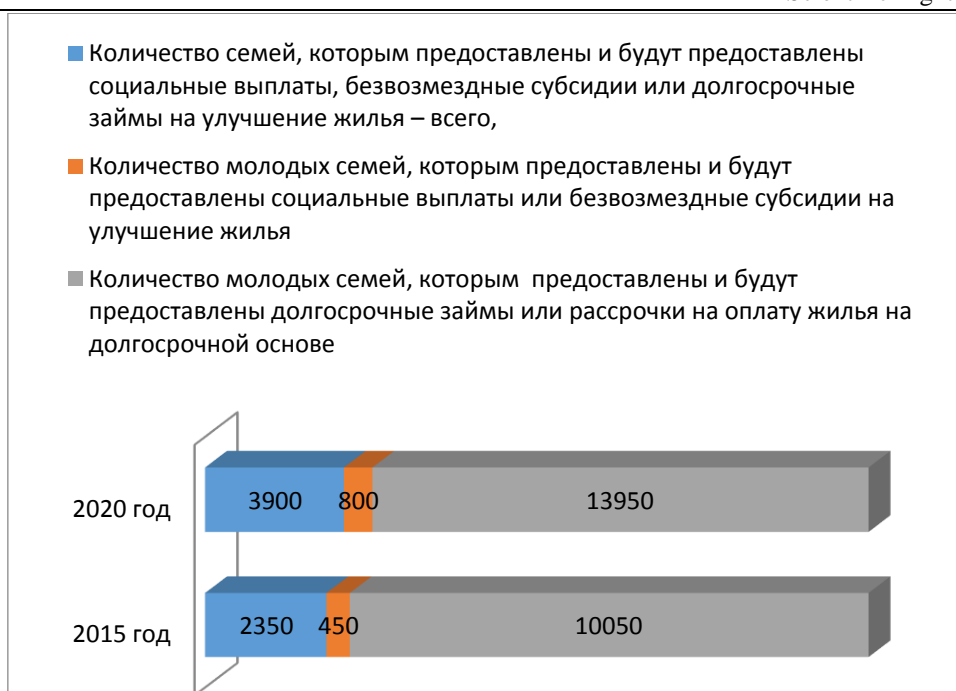 Количество семей, которым предоставлены и будут предоставлены
социальные выплаты, безвозмездные субсидии или долгосрочные
займы на улучшение жилья – всего,
Количество молодых семей, которым предоставлены и будут
предоставлены социальные выплаты или безвозмездные субсидии на
улучшение жилья
Количество молодых семей, которым предоставлены и будут
предоставлены долгосрочные займы или рассрочки на оплату жилья на
долгосрочной основе
2020 год 3900 800 13950
2015 год 2350 450 10050